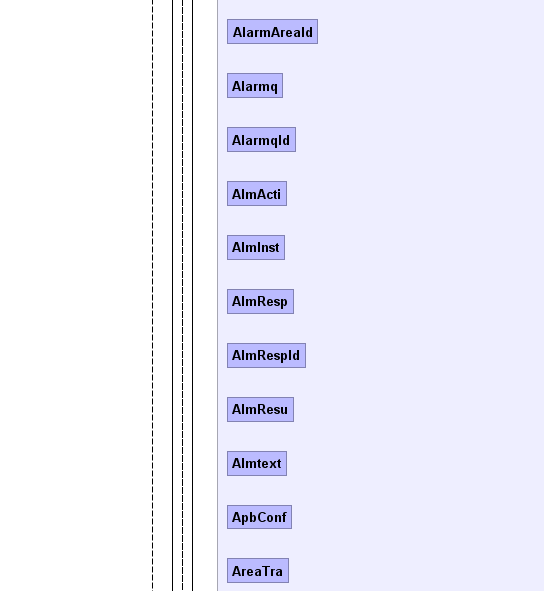 AlarmAreaId
Alarmq
AlarmqId
AlmActi
AlmInst
AlmResp
AlmRespId
AlmResu
Almtext
ApbConf
AreaTra